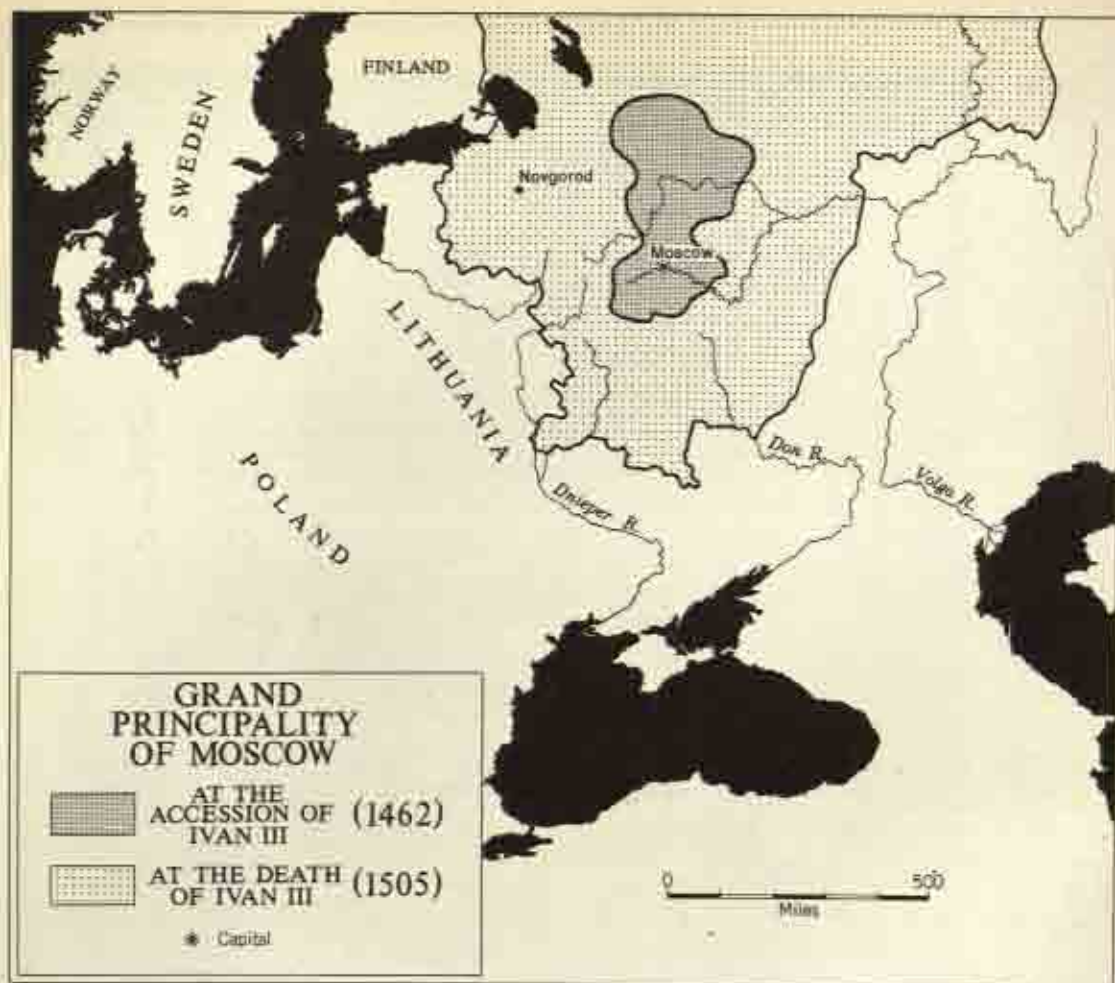 NORWAY
SWEDEN
FINLAND
Novgorod
Moscow
LITHUANIA
POLAND
Dnieper R.
Don R.
Volga R.
GRAND
PRINCIPALITY
OF MOSCOW
AT THE
ACCESSION OF (1462)
IVAN III
AT THE DEATH (1505)
OF IVAN III
Capital
0 500
Miles